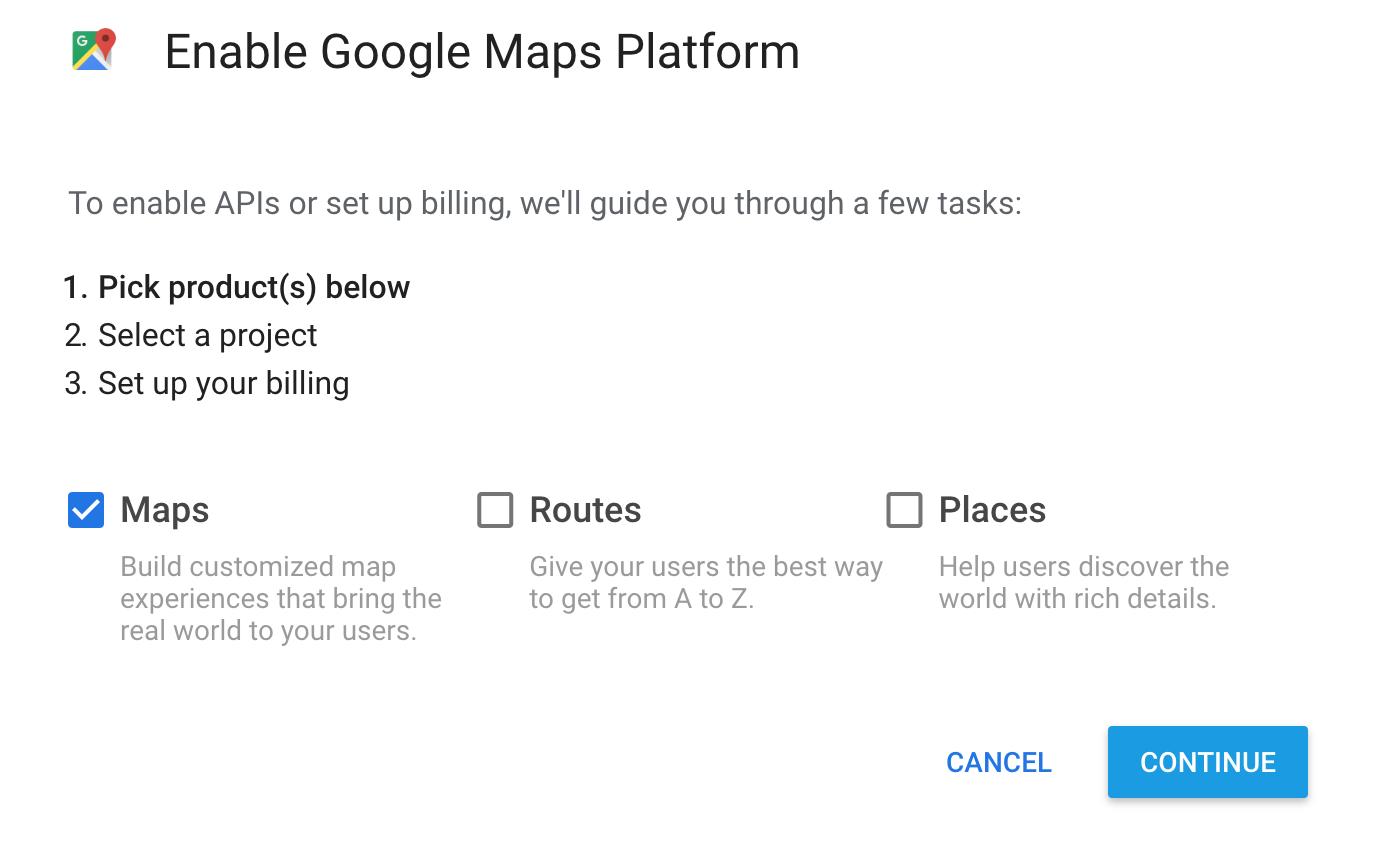 Enable Google Maps Platform
To enable APIs or set up billing, we'll guide you through a few tasks:
1. Pick product(s) below
2. Select a project
3. Set up your billing
Maps
Build customized map
experiences that bring the
real world to your users.
Routes
Give your users the best way
to get from A to Z.
Places
Help users discover the
world with rich details.
CANCEL
CONTINUE